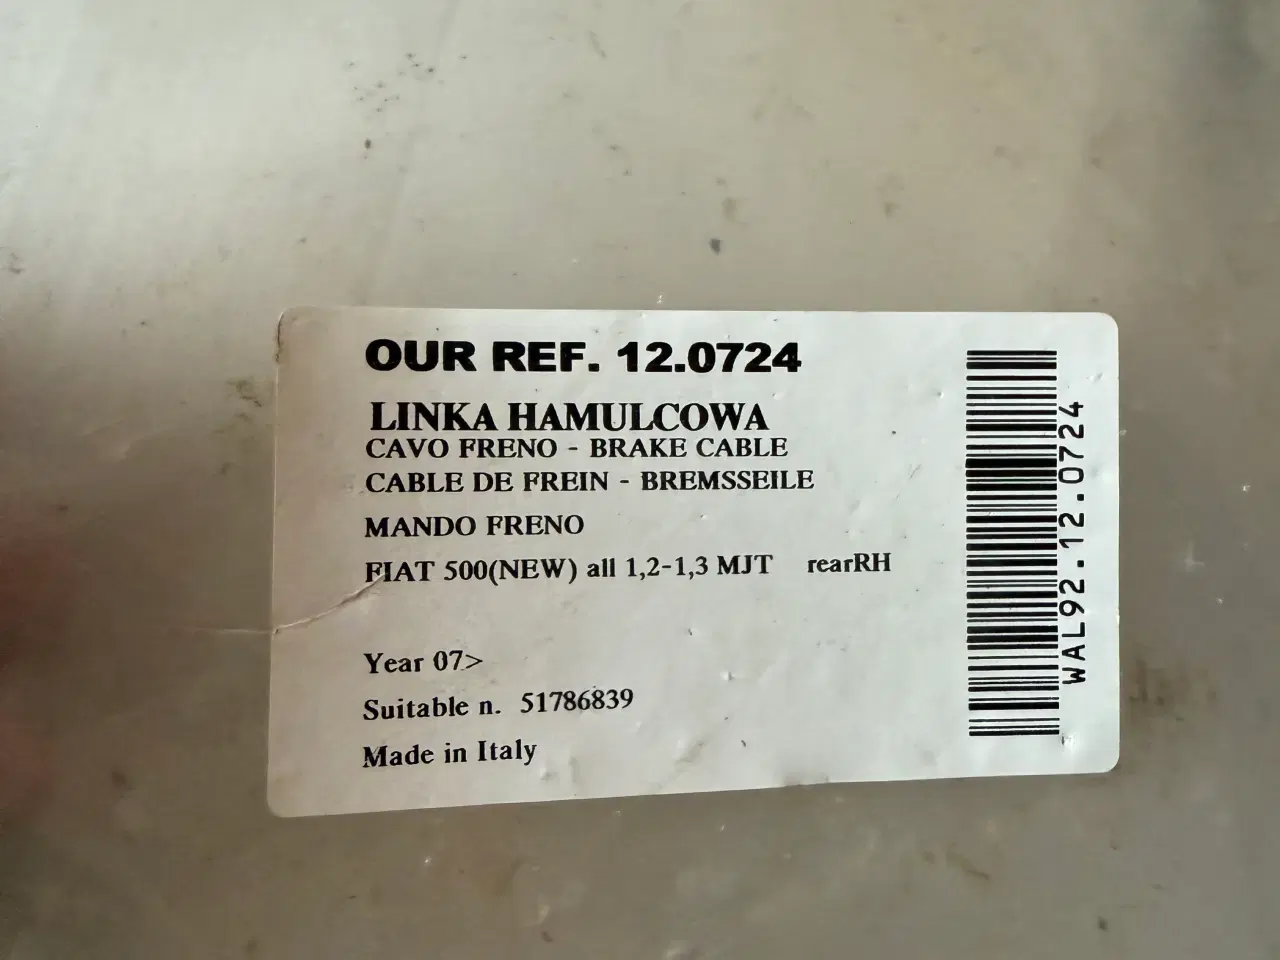 OUR REF. 12.0724
LINKA HAMULCOWA
CAVO FRENO - BRAKE CABLE
CABLE DE FREIN - BREMSSEILE
MANDO FRENO
FIAT 500(NEW) all 1,2-1,3 MJT rearRH
Year 07>
Suitable n. 51786839
Made in Italy
WAL92.12.0724